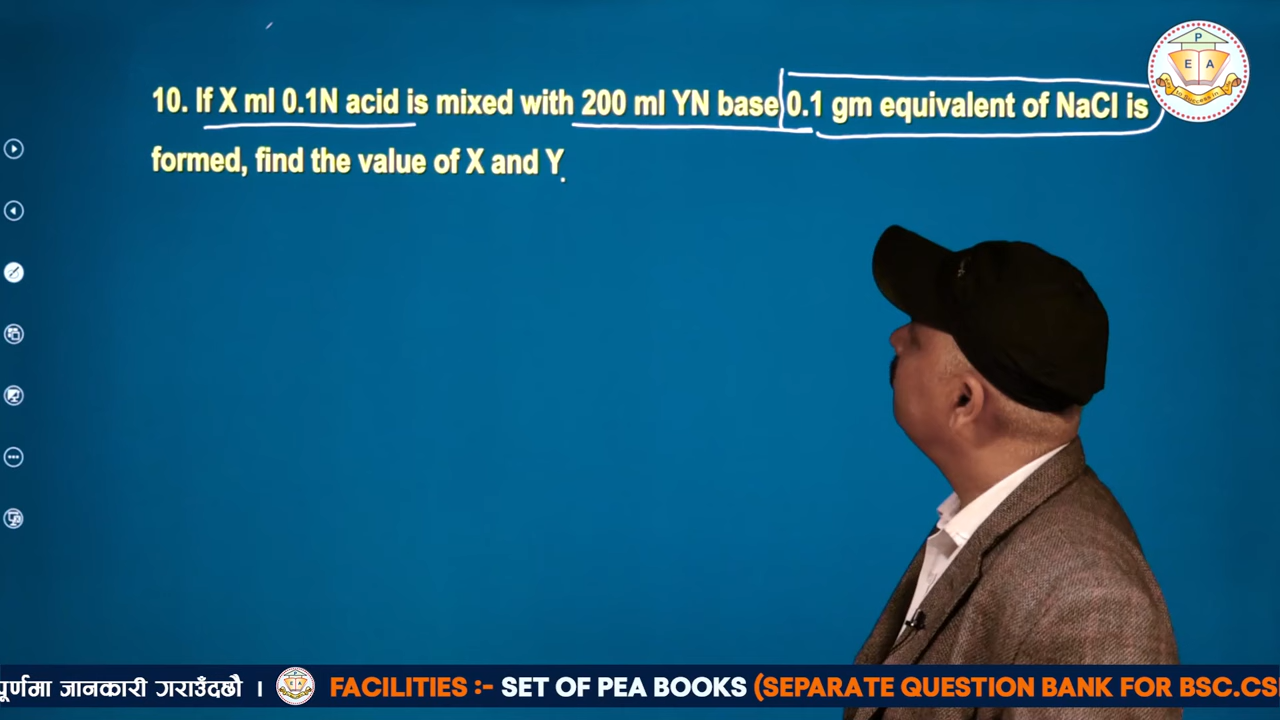 10. If X ml 0.1N acid is mixed with 200 ml YN base 0.1 gm equivalent of NaCl is
formed, find the value of X and Y.
P
E A
पूर्णमा जानकारी गराउँदछौ । FACILITIES :- SET OF PEA BOOKS (SEPARATE QUESTION BANK FOR BSC.CS